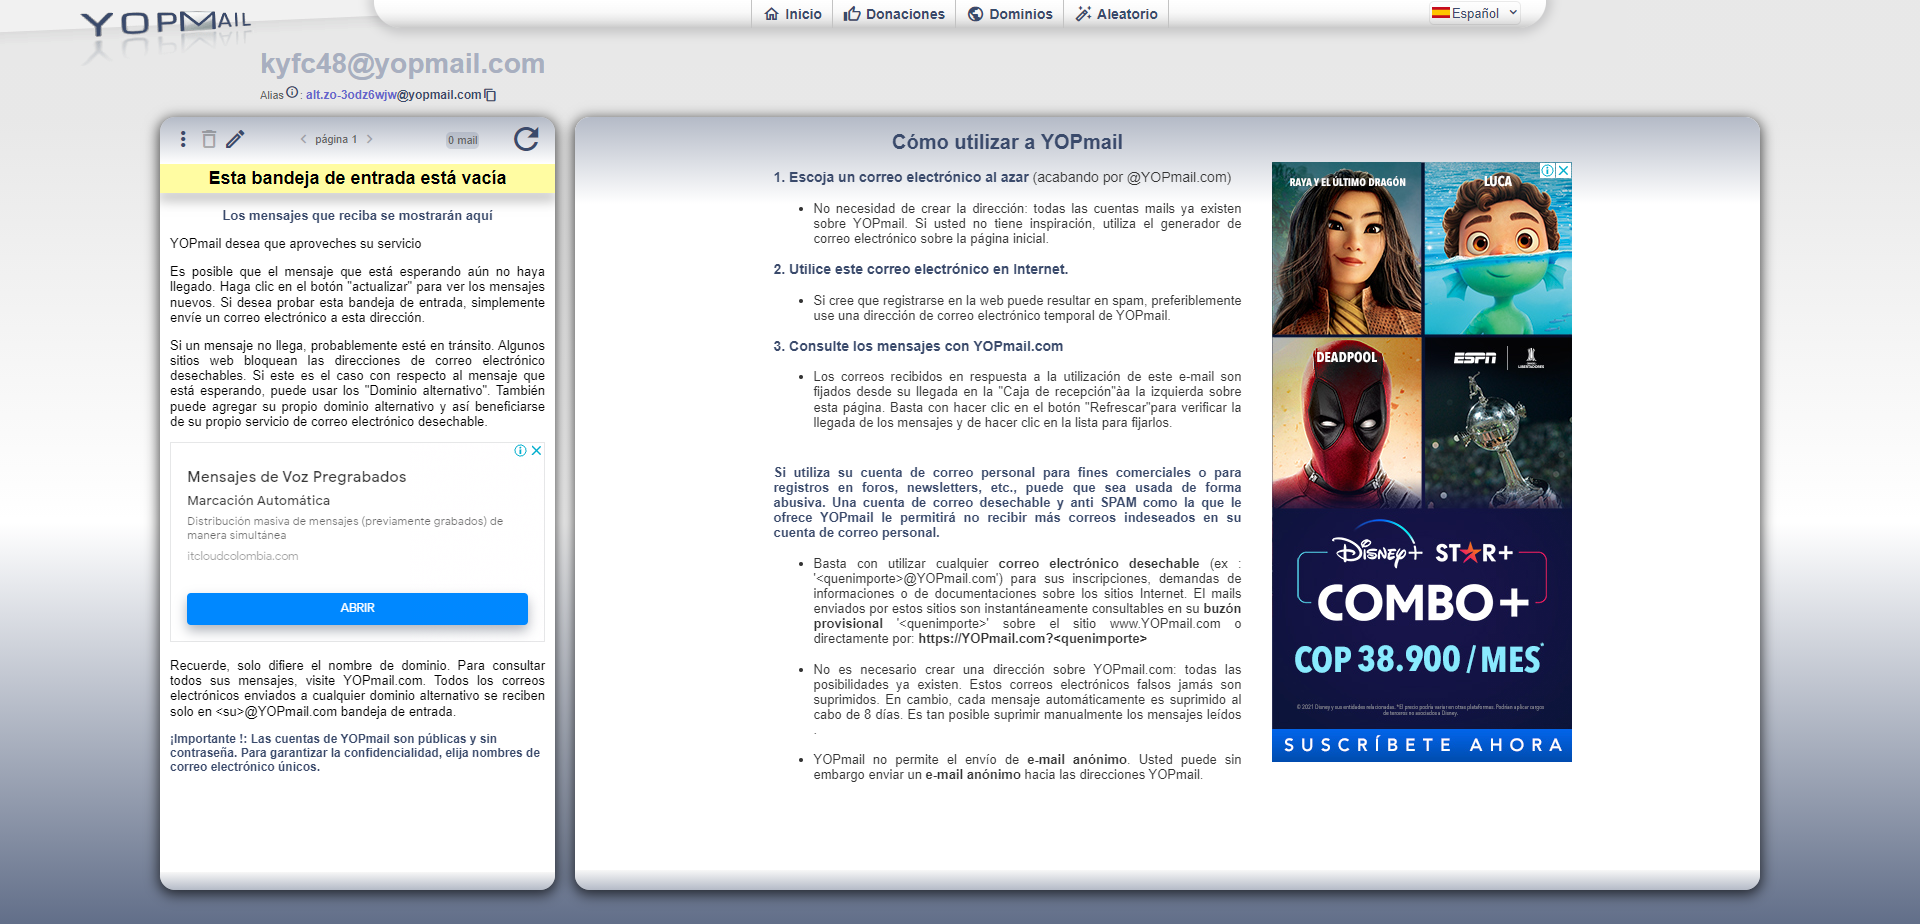 YOPMAIL
Inicio
Donaciones
Dominios
Aleatorio
Español
kyfc48@yopmail.com
Alias : alt.zo-3odz6wjw@yopmail.com
página 1
0 mail
Esta bandeja de entrada está vacía
Los mensajes que reciba se mostrarán aquí
YOPmail desea que aproveches su servicio
Es posible que el mensaje que está esperando aún no haya
llegado. Haga clic en el botón "actualizar" para ver los mensajes
nuevos. Si desea probar esta bandeja de entrada, simplemente
envíe un correo electrónico a esta dirección.
Si un mensaje no llega, probablemente esté en tránsito. Algunos
sitios web bloquean las direcciones de correo electrónico
desechables. Si este es el caso con respecto al mensaje que
está esperando, puede usar los "Dominio alternativo". También
puede agregar su propio dominio alternativo y así beneficiarse
de su propio servicio de correo electrónico desechable.
Mensajes de Voz Pregrabados
Marcación Automática
Distribución masiva de mensajes (previamente grabados) de
manera simultánea
itcloudcolombia.com
ABRIR
Recuerde, solo difiere el nombre de dominio. Para consultar
todos sus mensajes, visite YOPmail.com. Todos los correos
electrónicos enviados a cualquier dominio alternativo se reciben
solo en <su>@YOPmail.com bandeja de entrada.
¡Importante !: Las cuentas de YOPmail son públicas y sin
contraseña. Para garantizar la confidencialidad, elija nombres de
correo electrónico únicos.
Cómo utilizar a YOPmail
1. Escoja un correo electrónico al azar (acabando por @YOPmail.com)
• No necesidad de crear la dirección: todas las cuentas mails ya existen
sobre YOPmail. Si usted no tiene inspiración, utiliza el generador de
correo electrónico sobre la página inicial.
2. Utilice este correo electrónico en Internet.
• Si cree que registrarse en la web puede resultar en spam, preferiblemente
use una dirección de correo electrónico temporal de YOPmail.
3. Consulte los mensajes con YOPmail.com
• Los correos recibidos en respuesta a la utilización de este e-mail son
fijados desde su llegada en la "Caja de recepción"àa la izquierda sobre
esta página. Basta con hacer clic en el botón "Refrescar"para verificar la
llegada de los mensajes y de hacer clic en la lista para fijarlos.
Si utiliza su cuenta de correo personal para fines comerciales o para
registros en foros, newsletters, etc., puede que sea usada de forma
abusiva. Una cuenta de correo desechable y anti SPAM como la que le
ofrece YOPmail le permitirá no recibir más correos indeseados en su
cuenta de correo personal.
• Basta con utilizar cualquier correo electrónico desechable (ex :
'<quenimporte>@YOPmail.com') para sus inscripciones, demandas de
informaciones o de documentaciones sobre los sitios Internet. El mails
enviados por estos sitios son instantáneamente consultables en su buzón
provisional '<quenimporte>' sobre el sitio www.YOPmail.com o
directamente por: https://YOPmail.com?<quenimporte>
• No es necesario crear una dirección sobre YOPmail.com: todas las
posibilidades ya existen. Estos correos electrónicos falsos jamás son
suprimidos. En cambio, cada mensaje automáticamente es suprimido al
cabo de 8 días. Es tan posible suprimir manualmente los mensajes leídos
.
• YOPmail no permite el envío de e-mail anónimo. Usted puede sin
embargo enviar un e-mail anónimo hacia las direcciones YOPmail.
RAYA Y EL ÚLTIMO DRAGÓN
LUCA
DEADPOOL
ESPN
LIBERTADORES
Disney+ STAR+
COMBO+
COP 38.900 / MES*
© 2021 Disney y sus entidades relacionadas. *El precio podría variar en otras plataformas. Podrían aplicar cargos
de terceros no asociados a Disney.
SUSCRÍBETE AHORA